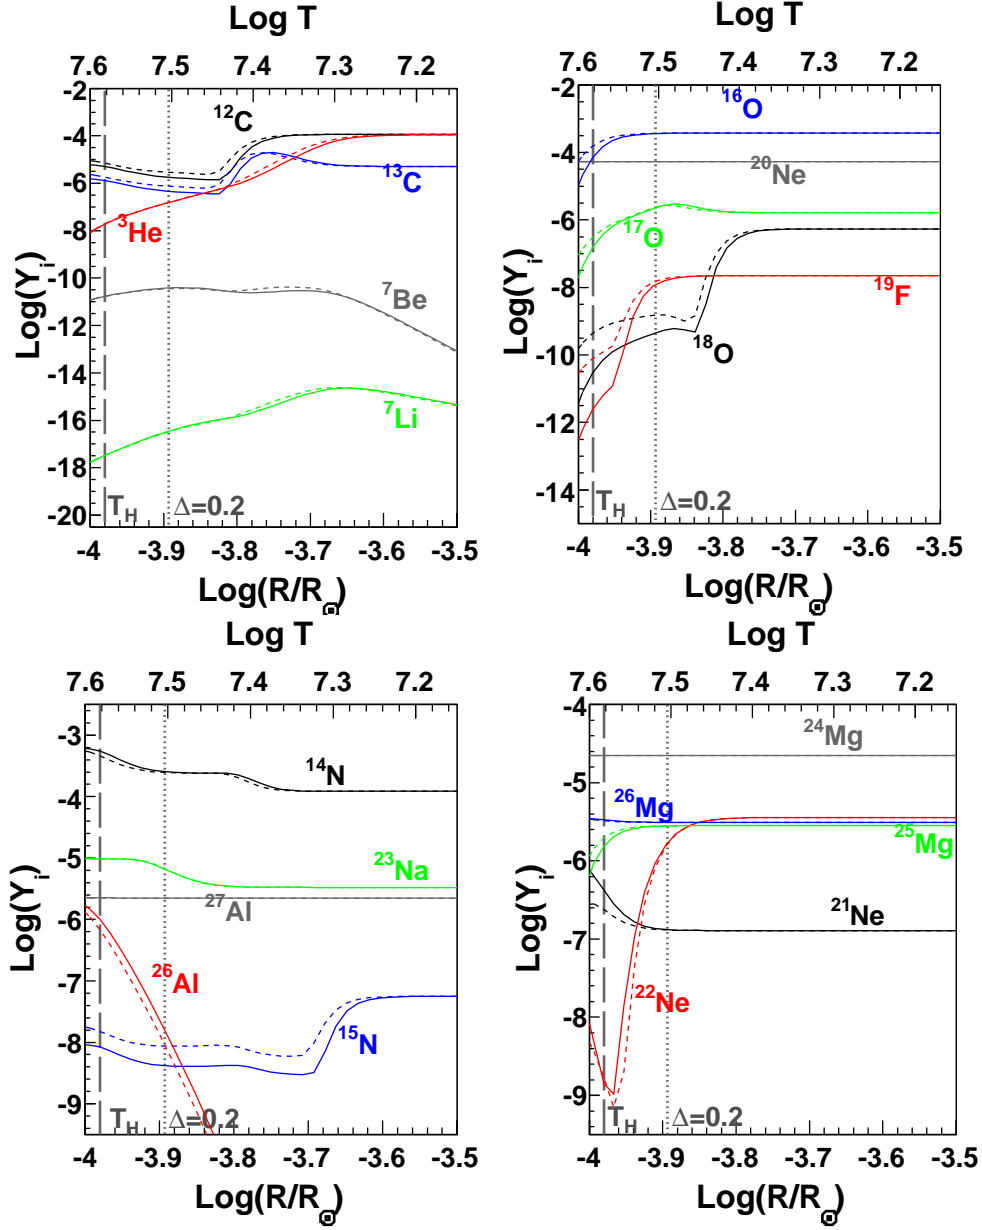 Log T
7.6 7.5 7.4 7.3 7.2
-2
-4
-6
-8
-10
-12
-14
-16
-18
-20
Log(Y_i)
^12C
^13C
^3He
^7Be
^7Li
T_H Δ=0.2
-4 -3.9 -3.8 -3.7 -3.6 -3.5
Log(R/R_⊙)
Log T
7.6 7.5 7.4 7.3 7.2
-2
-4
-6
-8
-10
-12
-14
Log(Y_i)
^16O
^20Ne
^17O
^19F
^18O
T_H Δ=0.2
-4 -3.9 -3.8 -3.7 -3.6 -3.5
Log(R/R_⊙)
Log T
7.6 7.5 7.4 7.3 7.2
-3
-4
-5
-6
-7
-8
-9
Log(Y_i)
^14N
^23Na
^27Al
^26Al
^15N
T_H Δ=0.2
-4 -3.9 -3.8 -3.7 -3.6 -3.5
Log(R/R_⊙)
Log T
7.6 7.5 7.4 7.3 7.2
-4
-5
-6
-7
-8
-9
Log(Y_i)
^24Mg
^26Mg
^25Mg
^21Ne
^22Ne
T_H Δ=0.2
-4 -3.9 -3.8 -3.7 -3.6 -3.5
Log(R/R_⊙)